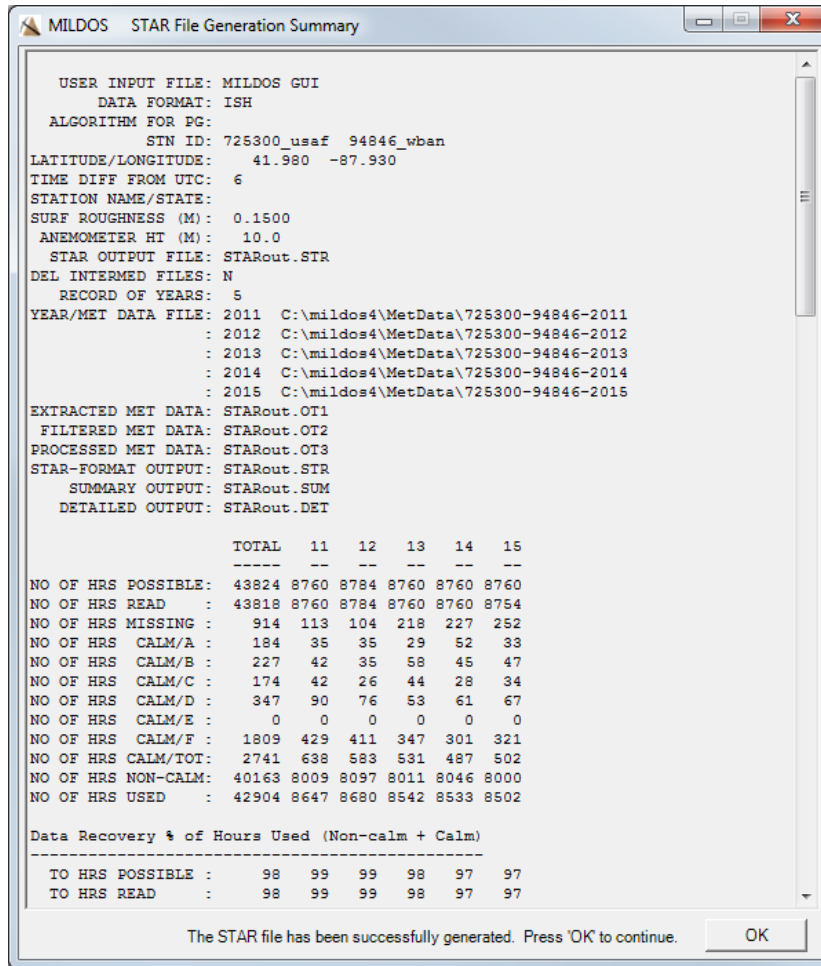 MILDOS STAR File Generation Summary
USER INPUT FILE: MILDOS GUI
DATA FORMAT: ISH
ALGORITHM FOR PG:
STN ID: 725300_usaf 94846_wban
LATITUDE/LONGITUDE: 41.980 -87.930
TIME DIFF FROM UTC: 6
STATION NAME/STATE:
SURF ROUGHNESS (M): 0.1500
ANEMOMETER HT (M): 10.0
STAR OUTPUT FILE: STARout.STR
DEL INTERMED FILES: N
RECORD OF YEARS: 5
YEAR/MET DATA FILE: 2011 C:\mildos4\MetData\725300-94846-2011
: 2012 C:\mildos4\MetData\725300-94846-2012
: 2013 C:\mildos4\MetData\725300-94846-2013
: 2014 C:\mildos4\MetData\725300-94846-2014
: 2015 C:\mildos4\MetData\725300-94846-2015
EXTRACTED MET DATA: STARout.OT1
FILTERED MET DATA: STARout.OT2
PROCESSED MET DATA: STARout.OT3
STAR-FORMAT OUTPUT: STARout.STR
SUMMARY OUTPUT: STARout.SUM
DETAILED OUTPUT: STARout.DET
TOTAL 11 12 13 14 15
----- -- -- -- -- --
NO OF HRS POSSIBLE: 43824 8760 8784 8760 8760 8760
NO OF HRS READ : 43818 8760 8784 8760 8760 8754
NO OF HRS MISSING : 914 113 104 218 227 252
NO OF HRS CALM/A : 184 35 35 29 52 33
NO OF HRS CALM/B : 227 42 35 58 45 47
NO OF HRS CALM/C : 174 42 26 44 28 34
NO OF HRS CALM/D : 347 90 76 53 61 67
NO OF HRS CALM/E : 0 0 0 0 0 0
NO OF HRS CALM/F : 1809 429 411 347 301 321
NO OF HRS CALM/TOT: 2741 638 583 531 487 502
NO OF HRS NON-CALM: 40163 8009 8097 8011 8046 8000
NO OF HRS USED : 42904 8647 8680 8542 8533 8502
Data Recovery % of Hours Used (Non-calm + Calm)
-----------------------------------------------
TO HRS POSSIBLE : 98 99 99 98 97 97
TO HRS READ : 98 99 99 98 97 97
The STAR file has been successfully generated. Press 'OK' to continue. OK